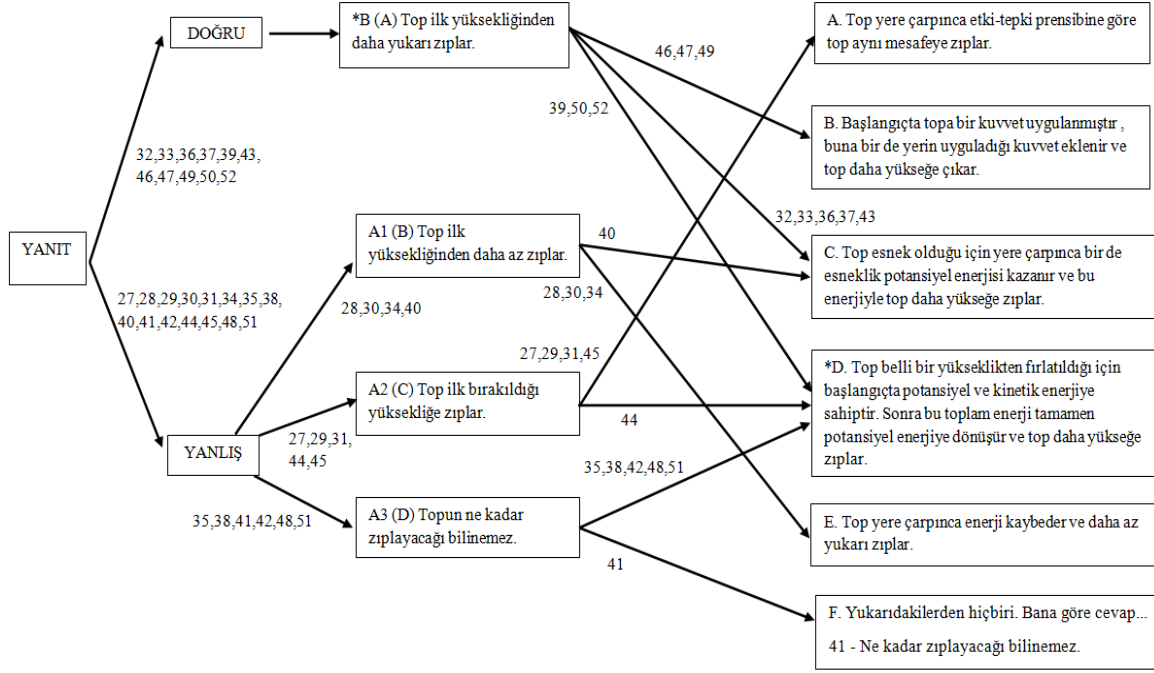 YANIT
DOĞRU
32,33,36,37,39,43,
46,47,49,50,52
27,28,29,30,31,34,35,38,
40,41,42,44,45,48,51
YANLIŞ
28,30,34,40
27,29,31,
44,45
35,38,41,42,48,51
*B (A) Top ilk yüksekliğinden
daha yukarı zıplar.
A1 (B) Top ilk
yüksekliğinden daha az zıplar.
A2 (C) Top ilk bırakıldığı
yüksekliğe zıplar.
A3 (D) Topun ne kadar
zıplayacağı bilinemez.
46,47,49
39,50,52
32,33,36,37,43
40
28,30,34
27,29,31,45
44
35,38,42,48,51
41
A. Top yere çarpınca etki-tepki prensibine göre
top aynı mesafeye zıplar.
B. Başlangıçta topa bir kuvvet uygulanmıştır ,
buna bir de yerin uyguladığı kuvvet eklenir ve
top daha yükseğe çıkar.
C. Top esnek olduğu için yere çarpınca bir de
esneklik potansiyel enerjisi kazanır ve bu
enerjiyle top daha yükseğe zıplar.
*D. Top belli bir yükseklikten fırlatıldığı için
başlangıçta potansiyel ve kinetik enerjiye
sahiptir. Sonra bu toplam enerji tamamen
potansiyel enerjiye dönüşür ve top daha yükseğe
zıplar.
E. Top yere çarpınca enerji kaybeder ve daha az
yukarı zıplar.
F. Yukarıdakilerden hiçbiri. Bana göre cevap...
41 - Ne kadar zıplayacağı bilinemez.